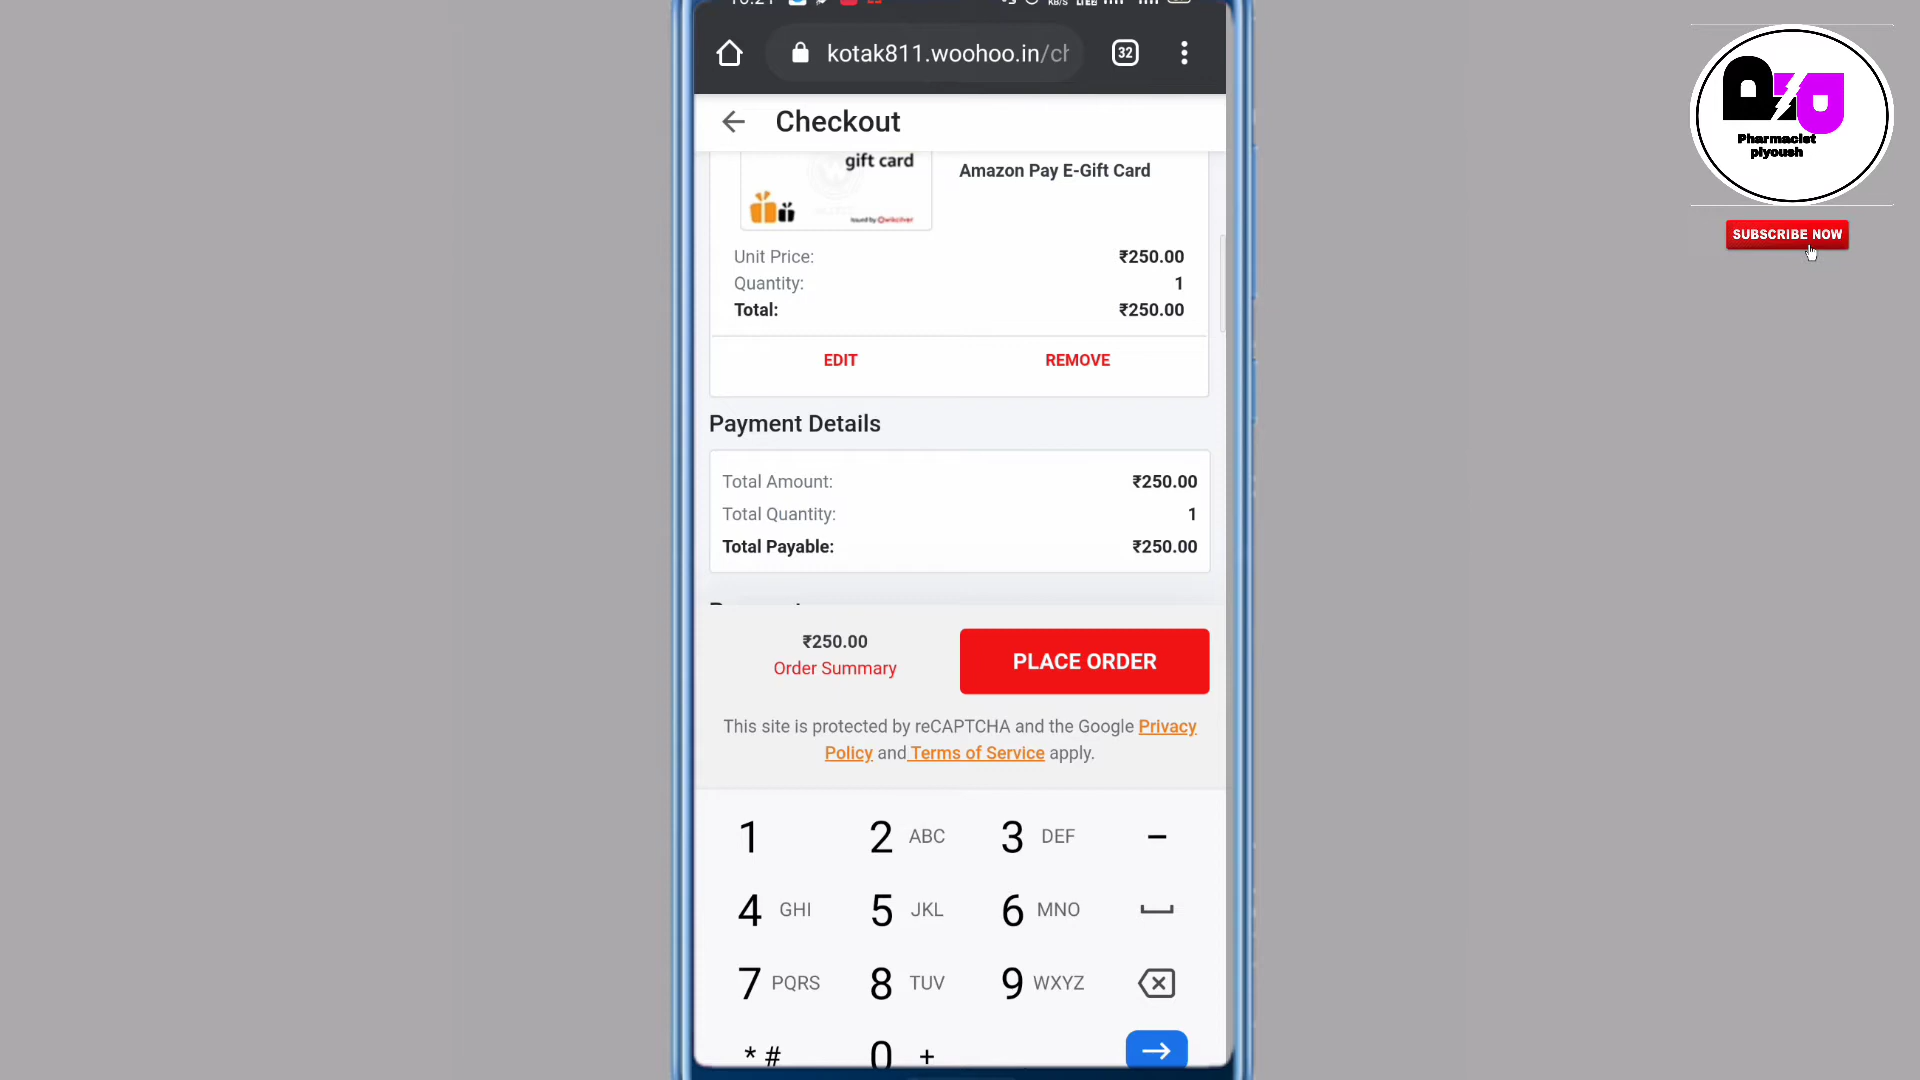 kotak811.woohoo.in/ch
32
Checkout
gift card
Issued by Qwikcilver
Amazon Pay E-Gift Card
Unit Price: ₹250.00
Quantity: 1
Total: ₹250.00
EDIT REMOVE
Payment Details
Total Amount: ₹250.00
Total Quantity: 1
Total Payable: ₹250.00
₹250.00
Order Summary
PLACE ORDER
This site is protected by reCAPTCHA and the Google Privacy
Policy and Terms of Service apply.
1 2 ABC 3 DEF –
4 GHI 5 JKL 6 MNO
7 PQRS 8 TUV 9 WXYZ
* # 0 +
Pharmacist
piyoush
SUBSCRIBE NOW